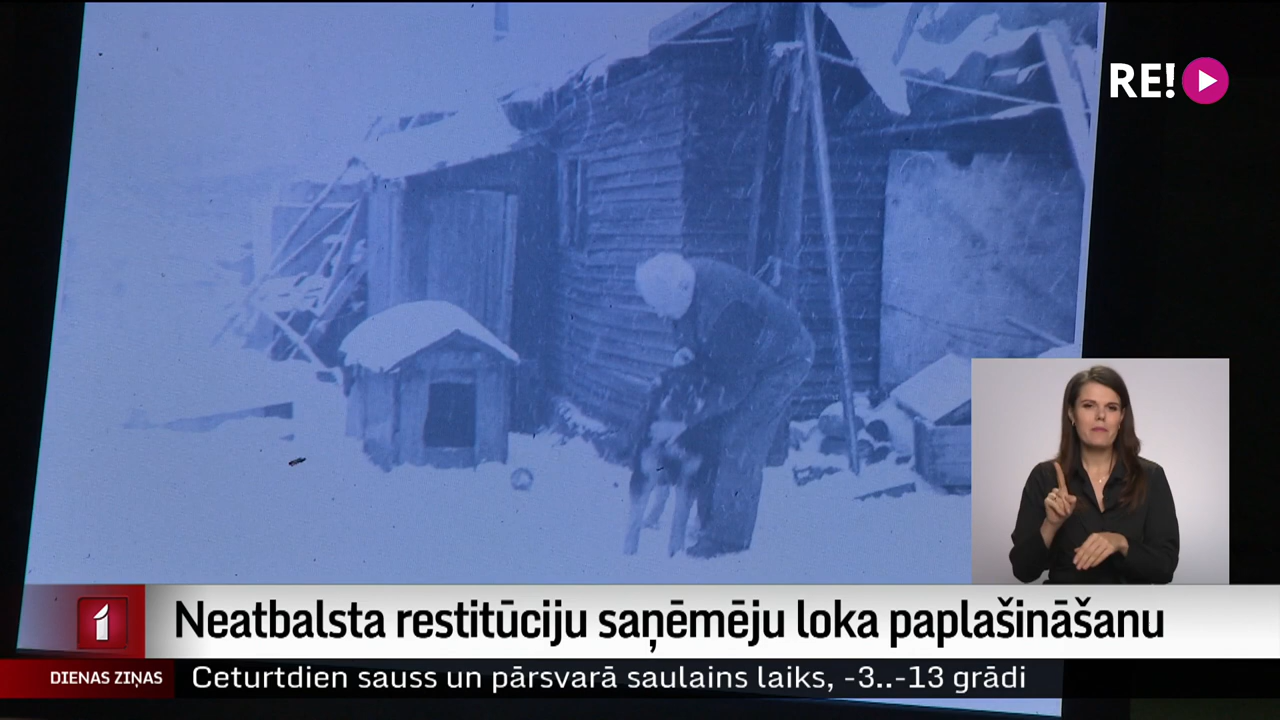 RE!
1
Neatbalsta restitūciju saņēmēju loka paplašināšanu
DIENAS ZIŅAS
Ceturtdien sauss un pārsvarā saulains laiks, -3..-13 grādi